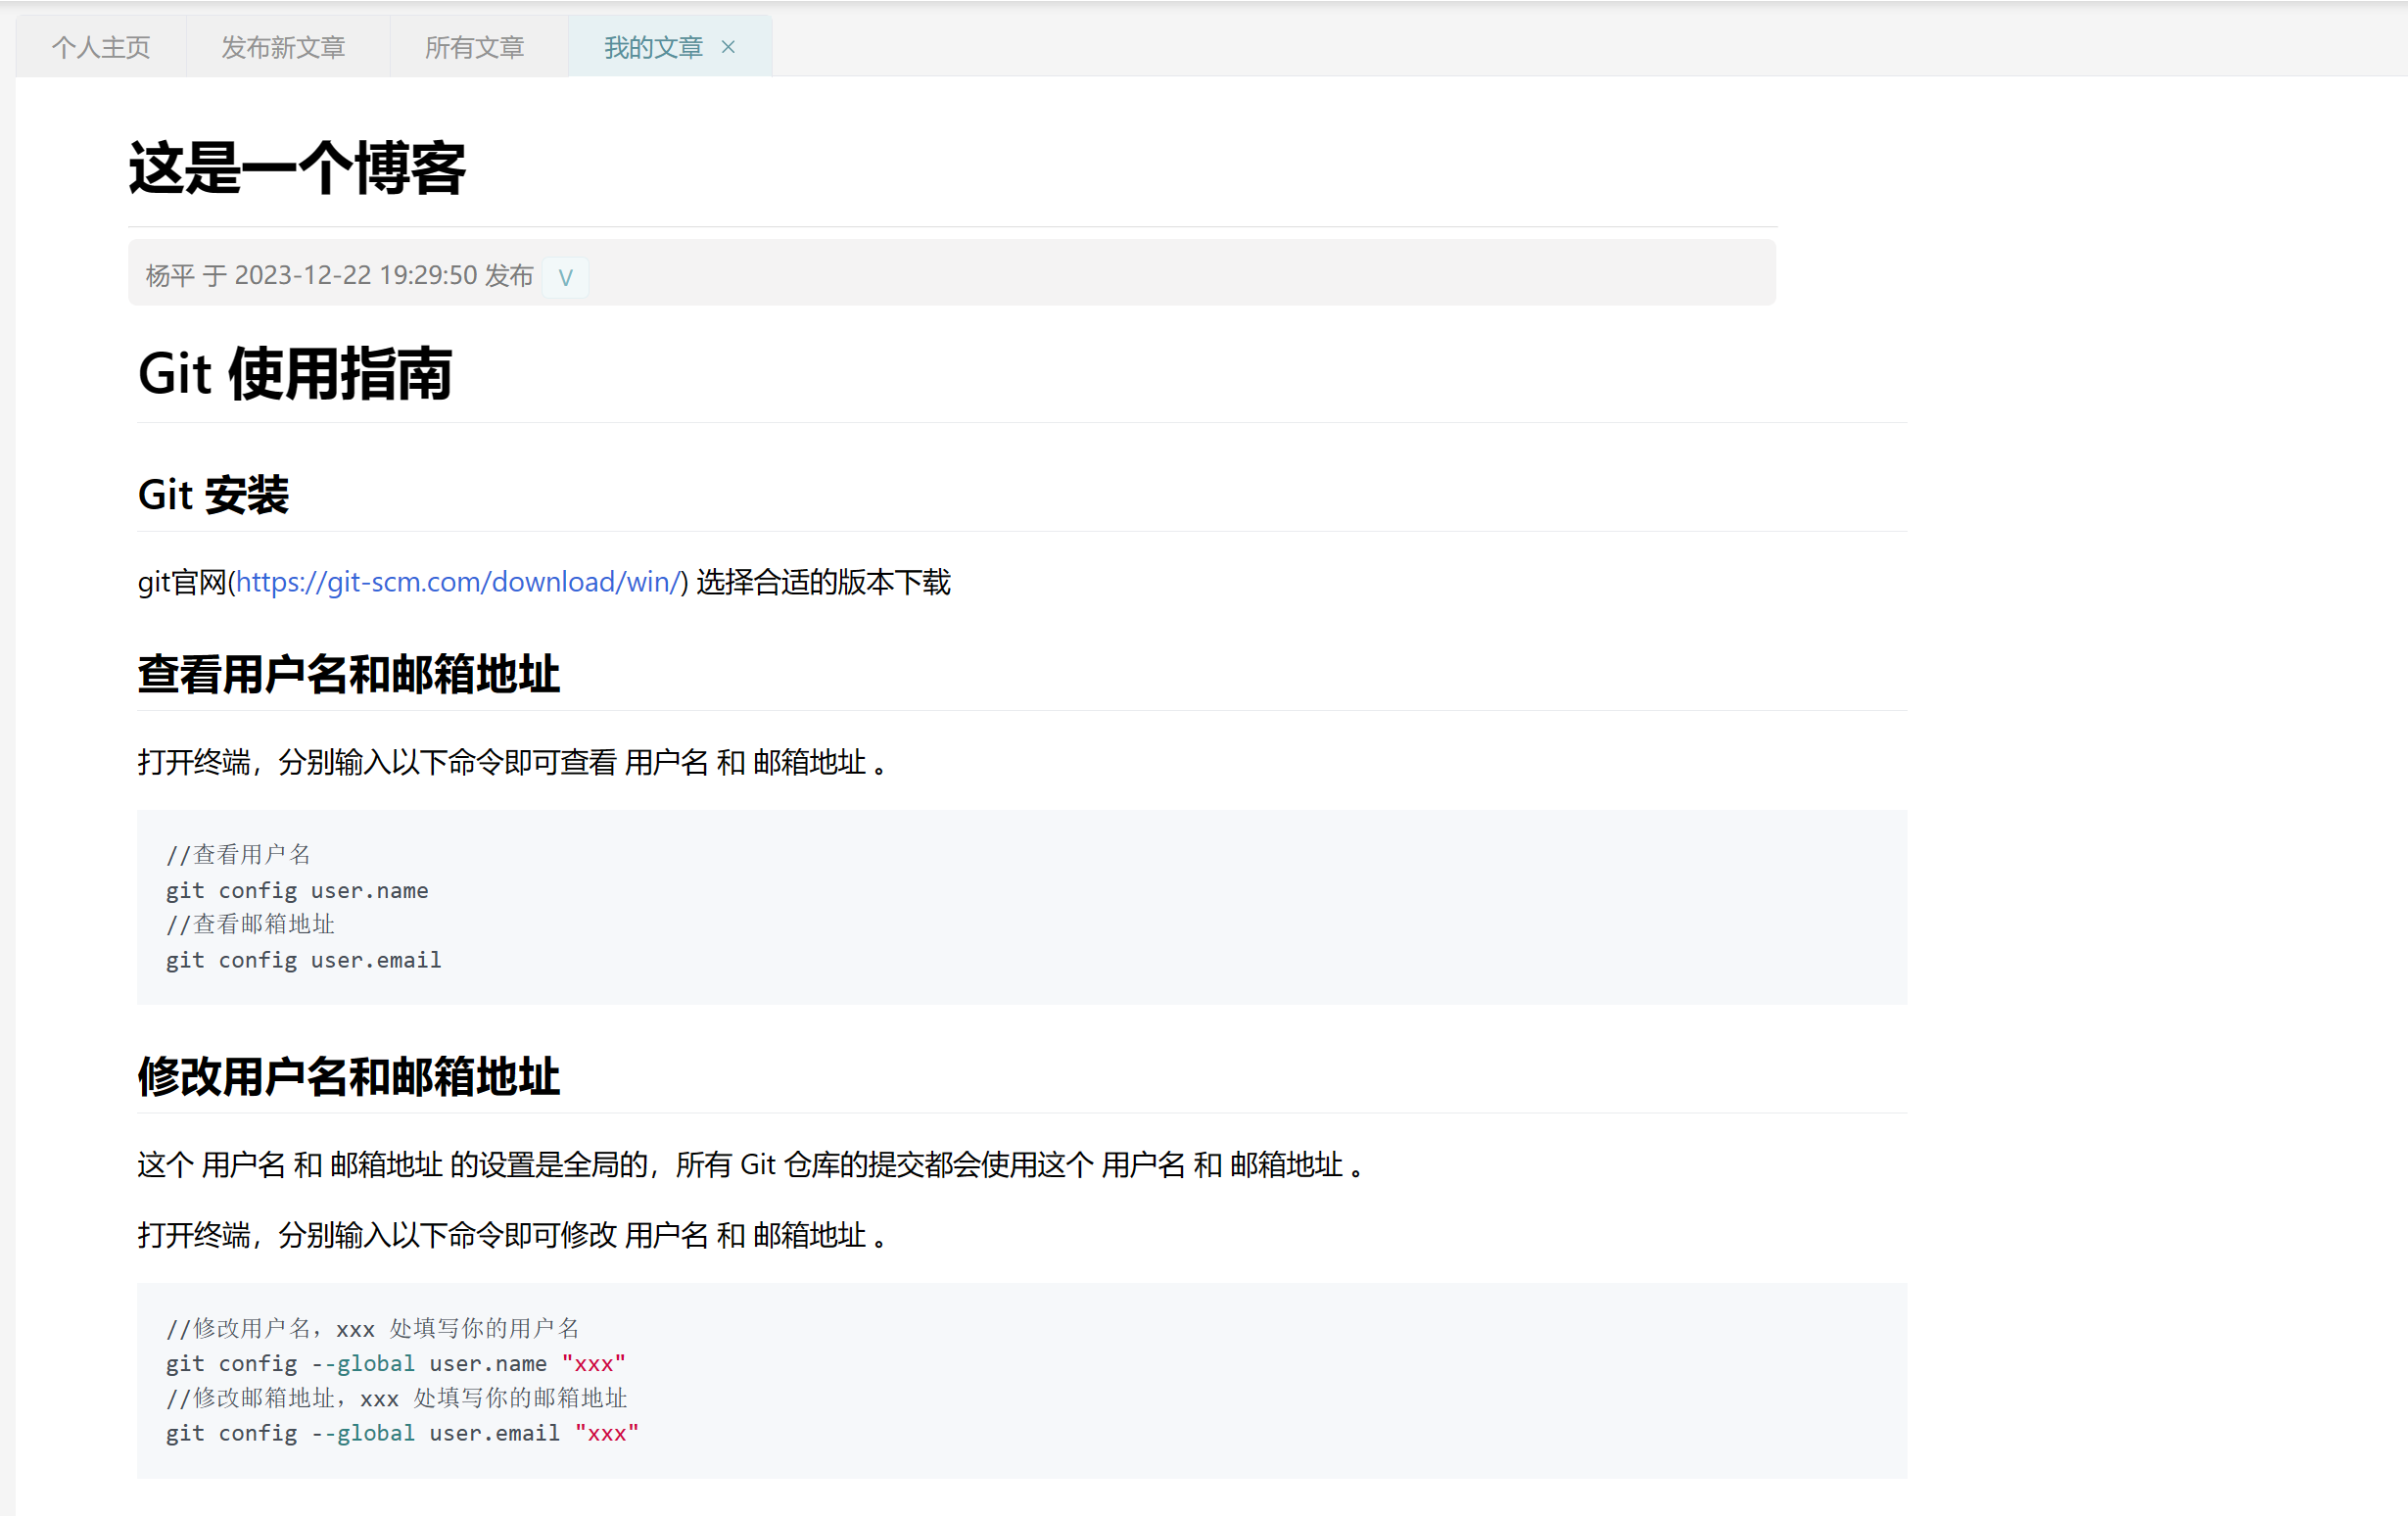 个人主页 发布新文章 所有文章 我的文章 ×
这是一个博客
杨平 于 2023-12-22 19:29:50 发布 V
Git 使用指南
Git 安装
git官网(https://git-scm.com/download/win/) 选择合适的版本下载
查看用户名和邮箱地址
打开终端，分别输入以下命令即可查看 用户名 和 邮箱地址 。
//查看用户名
git config user.name
//查看邮箱地址
git config user.email
修改用户名和邮箱地址
这个 用户名 和 邮箱地址 的设置是全局的，所有 Git 仓库的提交都会使用这个 用户名 和 邮箱地址 。
打开终端，分别输入以下命令即可修改 用户名 和 邮箱地址 。
//修改用户名，xxx 处填写你的用户名
git config --global user.name "xxx"
//修改邮箱地址，xxx 处填写你的邮箱地址
git config --global user.email "xxx"